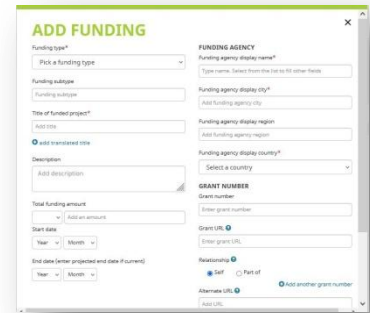 ADD FUNDING
Funding type*
Pick a funding type
Funding subtype
Funding subtype
Title of funded project*
Add title
add translated title
Description
Add description
Total funding amount
Add an amount
Start date
Year Month
End date (enter projected end date if current)
Year Month
FUNDING AGENCY
Funding agency display name*
Type name. Select from the list to fill other fields
Funding agency display city*
Add funding agency city
Funding agency display region
Add funding agency region
Funding agency display country*
Select a country
GRANT NUMBER
Grant number
Enter grant number
Grant URL
Enter grant URL
Relationship
Self Part of
Add another grant number
Alternate URL
Add URL